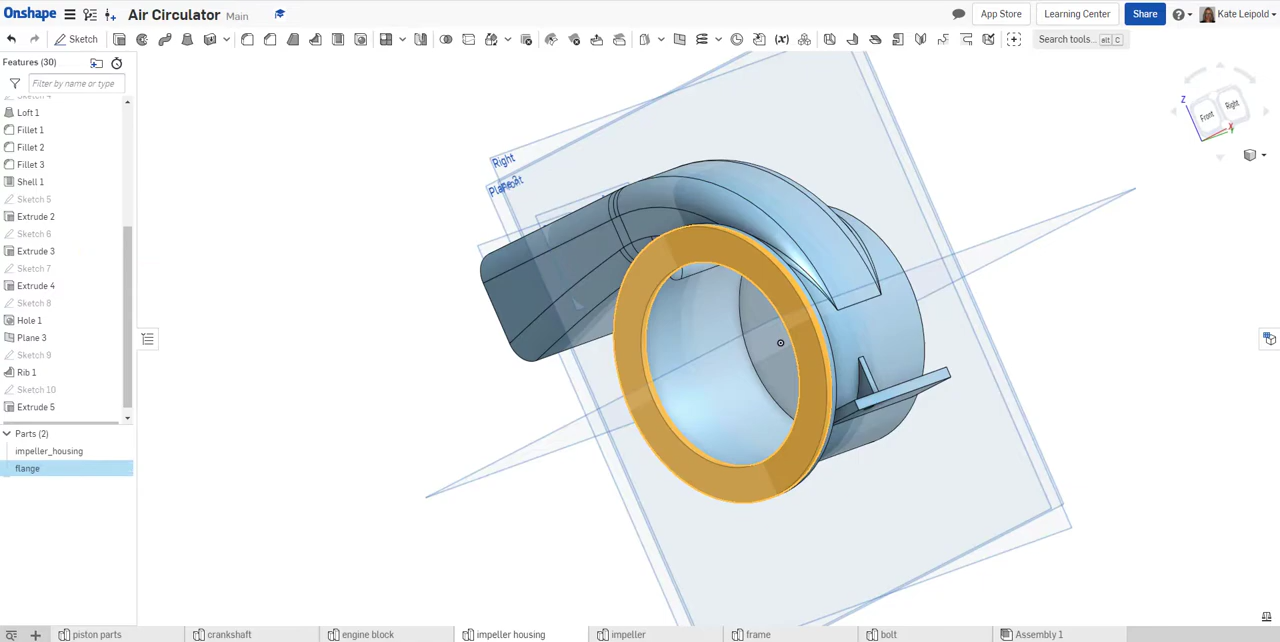 Onshape
Air Circulator Main
App Store
Learning Center
Share
Kate Leipold
Sketch
Search tools...
alt
C
Features (30)
Filter by name or type
Sketch 4
Loft 1
Fillet 1
Fillet 2
Fillet 3
Shell 1
Sketch 5
Extrude 2
Sketch 6
Extrude 3
Sketch 7
Extrude 4
Sketch 8
Hole 1
Plane 3
Sketch 9
Rib 1
Sketch 10
Extrude 5
Parts (2)
impeller_housing
flange
Right
Z
Front
Right
X
piston parts
crankshaft
engine block
impeller housing
impeller
frame
bolt
Assembly 1